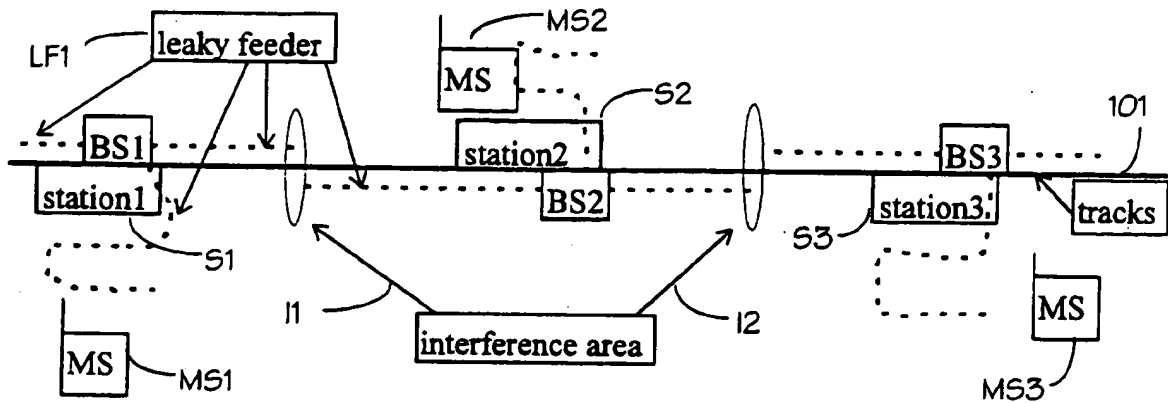 MS2
LF1
leaky feeder
MS
S2
101
BS1
station2
BS3
station1
BS2
station3
tracks
S1
S3
I1
I2
MS
interference area
MS
MS1
MS3